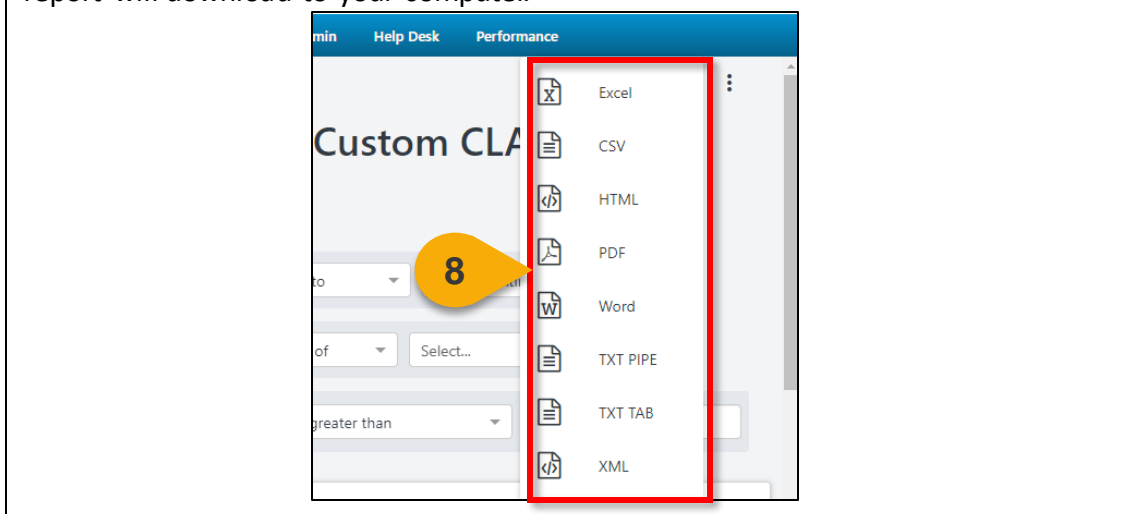 report will download to your computer.
min Help Desk Performance
Excel
Custom CLA
CSV
HTML
PDF
8
to
Word
of Select...
TXT PIPE
TXT TAB
greater than
XML